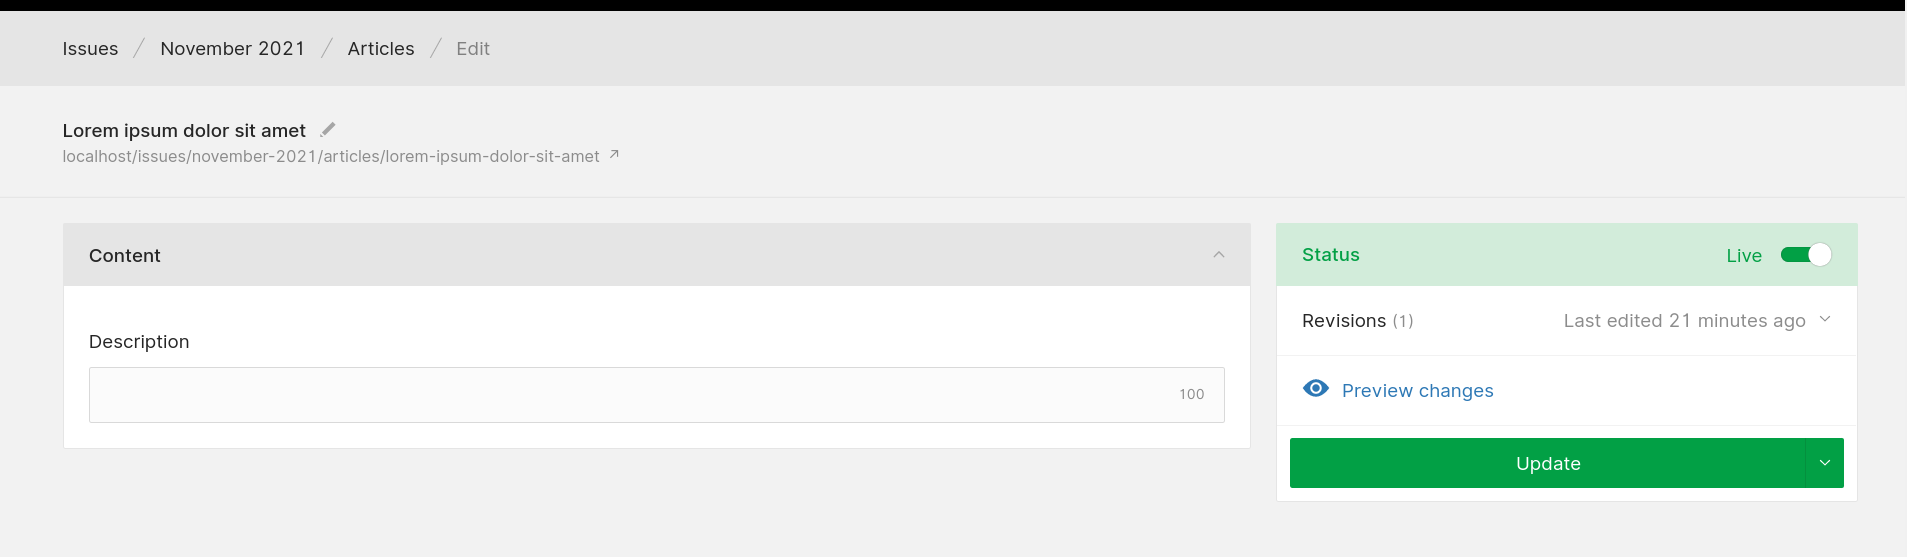 Issues / November 2021 / Articles / Edit
Lorem ipsum dolor sit amet
localhost/issues/november-2021/articles/lorem-ipsum-dolor-sit-amet ↗
Content
Description
100
Status Live
Revisions (1) Last edited 21 minutes ago
Preview changes
Update